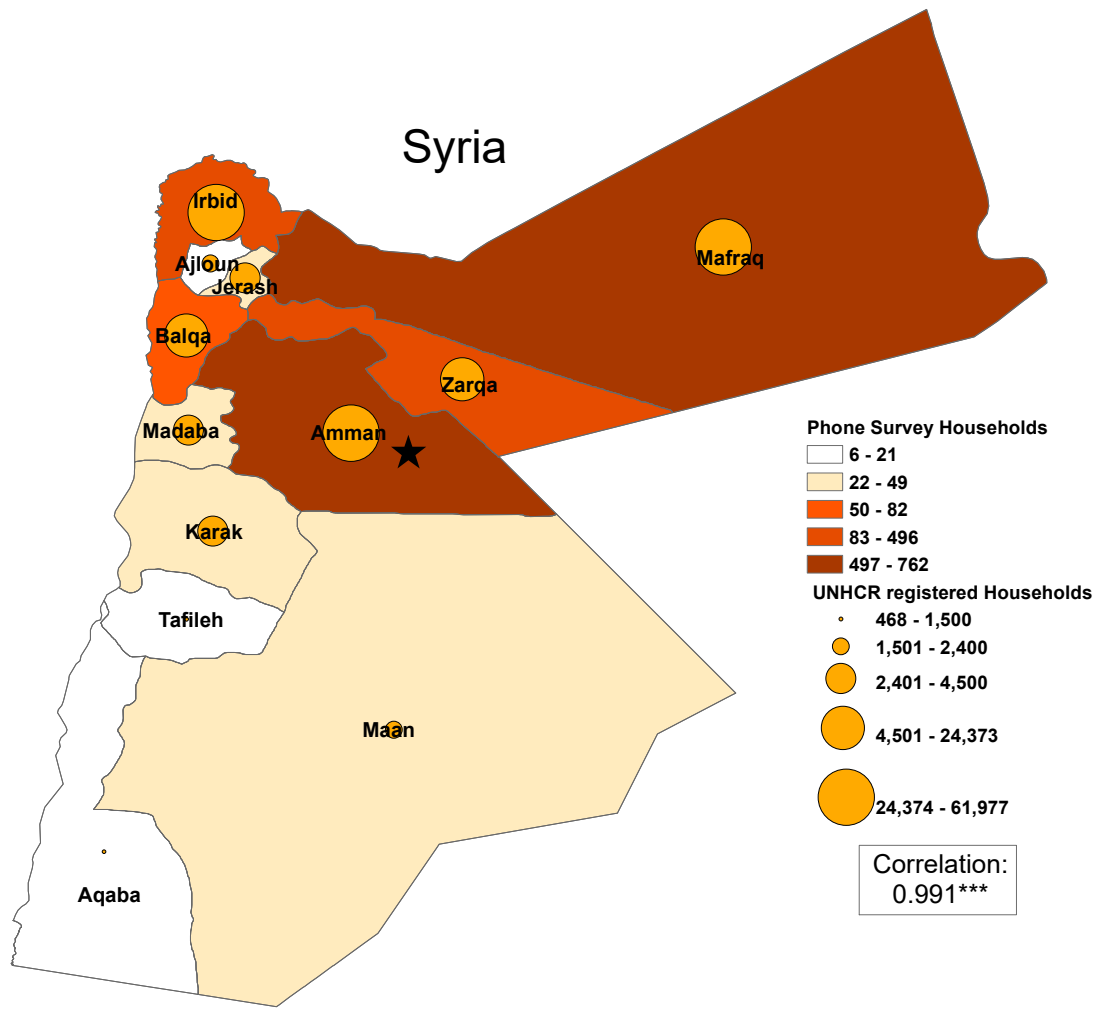 Syria
Irbid
Mafraq
Ajloun
Jerash
Balqa
Zarqa
Madaba
Amman
Karak
Tafileh
Maan
Aqaba
Phone Survey Households
6 - 21
22 - 49
50 - 82
83 - 496
497 - 762
UNHCR registered Households
468 - 1,500
1,501 - 2,400
2,401 - 4,500
4,501 - 24,373
24,374 - 61,977
Correlation:
0.991***